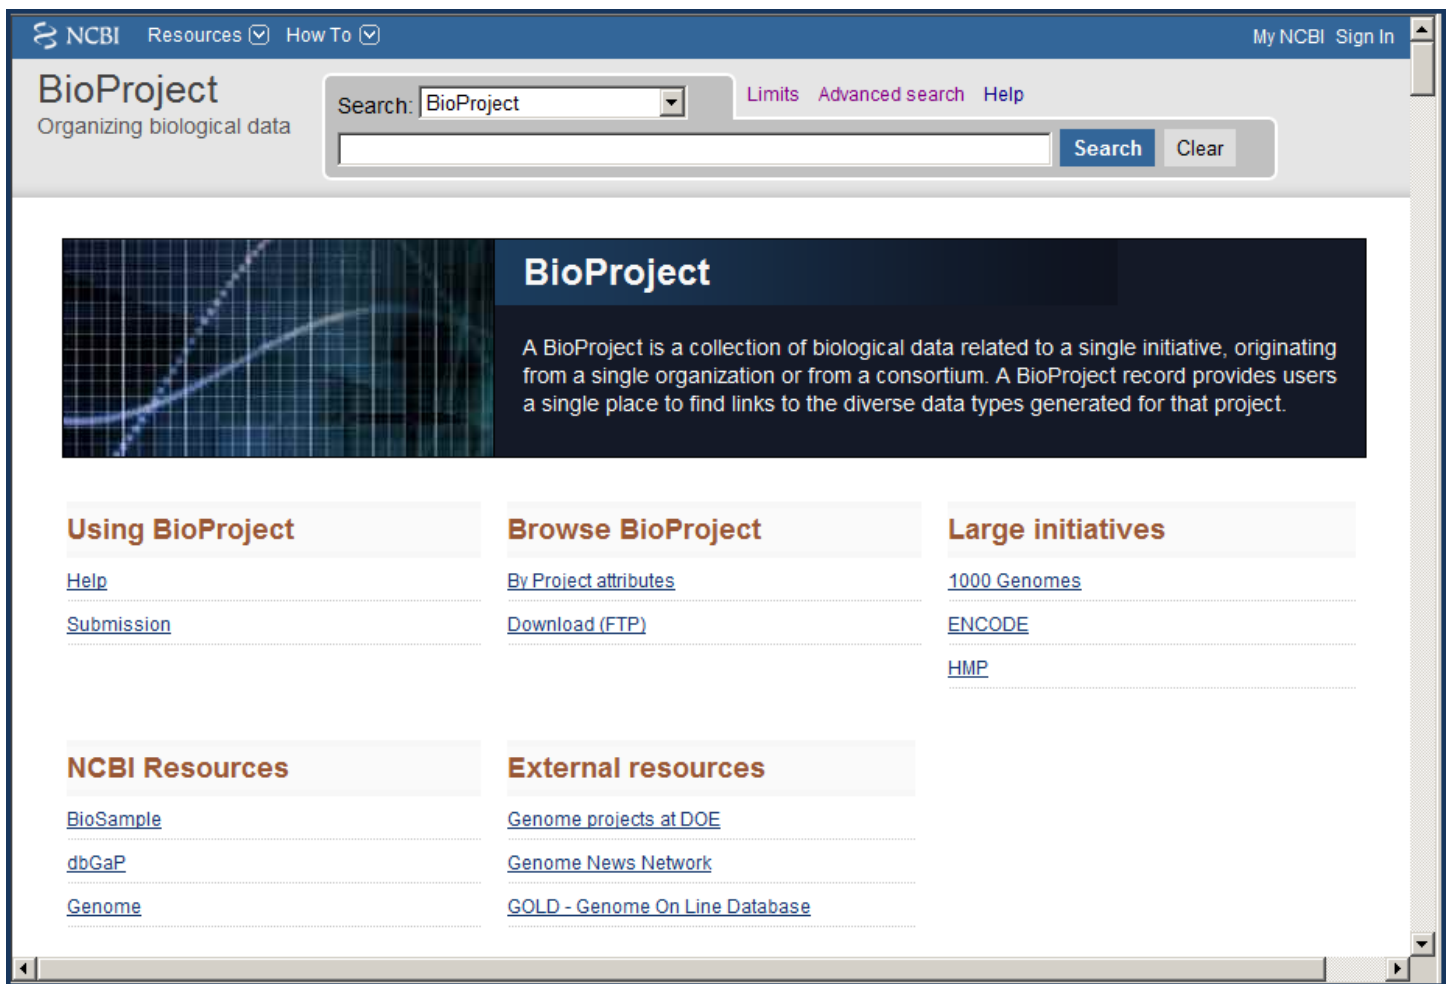 NCBI Resources How To My NCBI Sign In
BioProject
Organizing biological data
Search: BioProject Limits Advanced search Help
Search Clear
BioProject
A BioProject is a collection of biological data related to a single initiative, originating
from a single organization or from a consortium. A BioProject record provides users
a single place to find links to the diverse data types generated for that project.
Using BioProject
Help
Submission
Browse BioProject
By Project attributes
Download (FTP)
Large initiatives
1000 Genomes
ENCODE
HMP
NCBI Resources
BioSample
dbGaP
Genome
External resources
Genome projects at DOE
Genome News Network
GOLD - Genome On Line Database